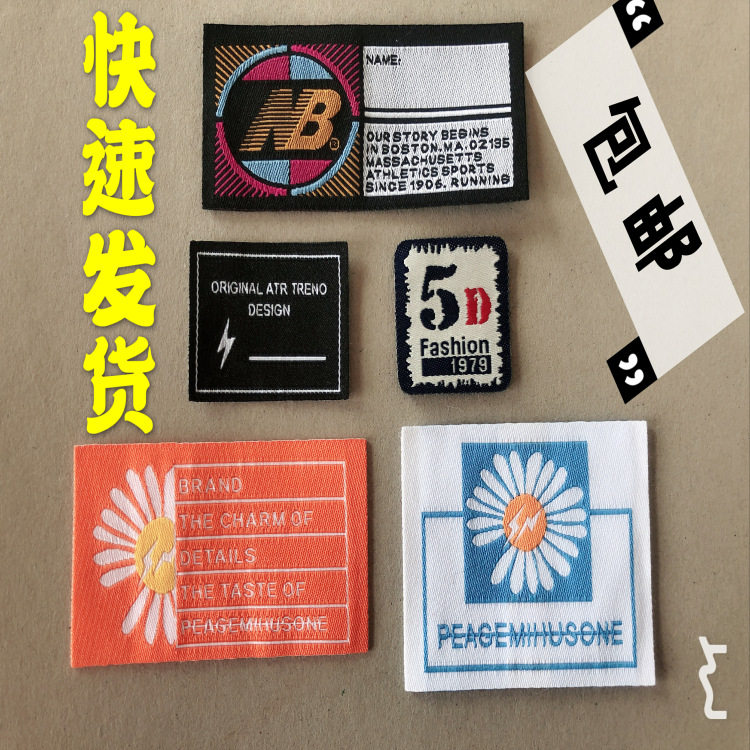 快速发货
“包邮”
NB®
NAME:
OUR STORY BEGINS
IN BOSTON. MA. 02135
MASSACHUSETTS
ATHLETICS SPORTS
SINCE 1906. RUNNING
ORIGINAL ATR TRENO
DESIGN
5D
Fashion
1979
BRAND
THE CHARM OF
DETAILS
THE TASTE OF
PEAGEMIHUSONE
PEAGEMIHUSONE